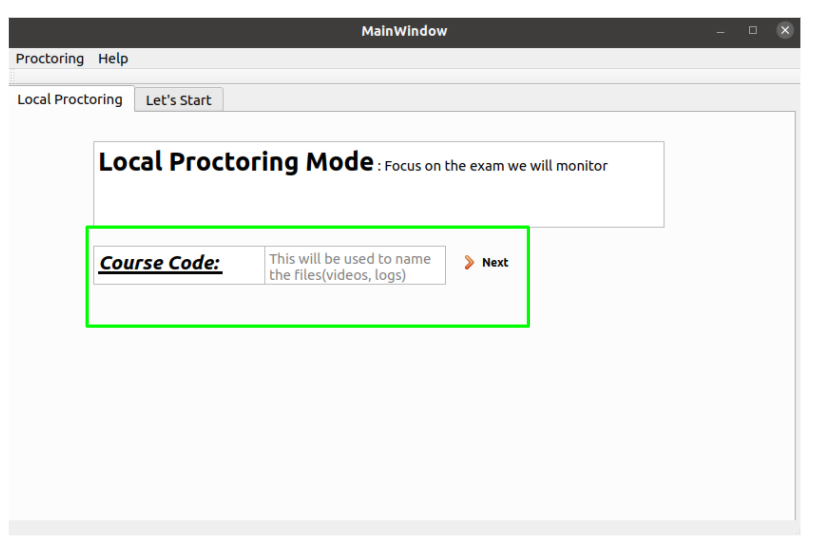 MainWindow
Proctoring Help
Local Proctoring Let's Start
Local Proctoring Mode : Focus on the exam we will monitor
Course Code: This will be used to name
the files(videos, logs)
Next